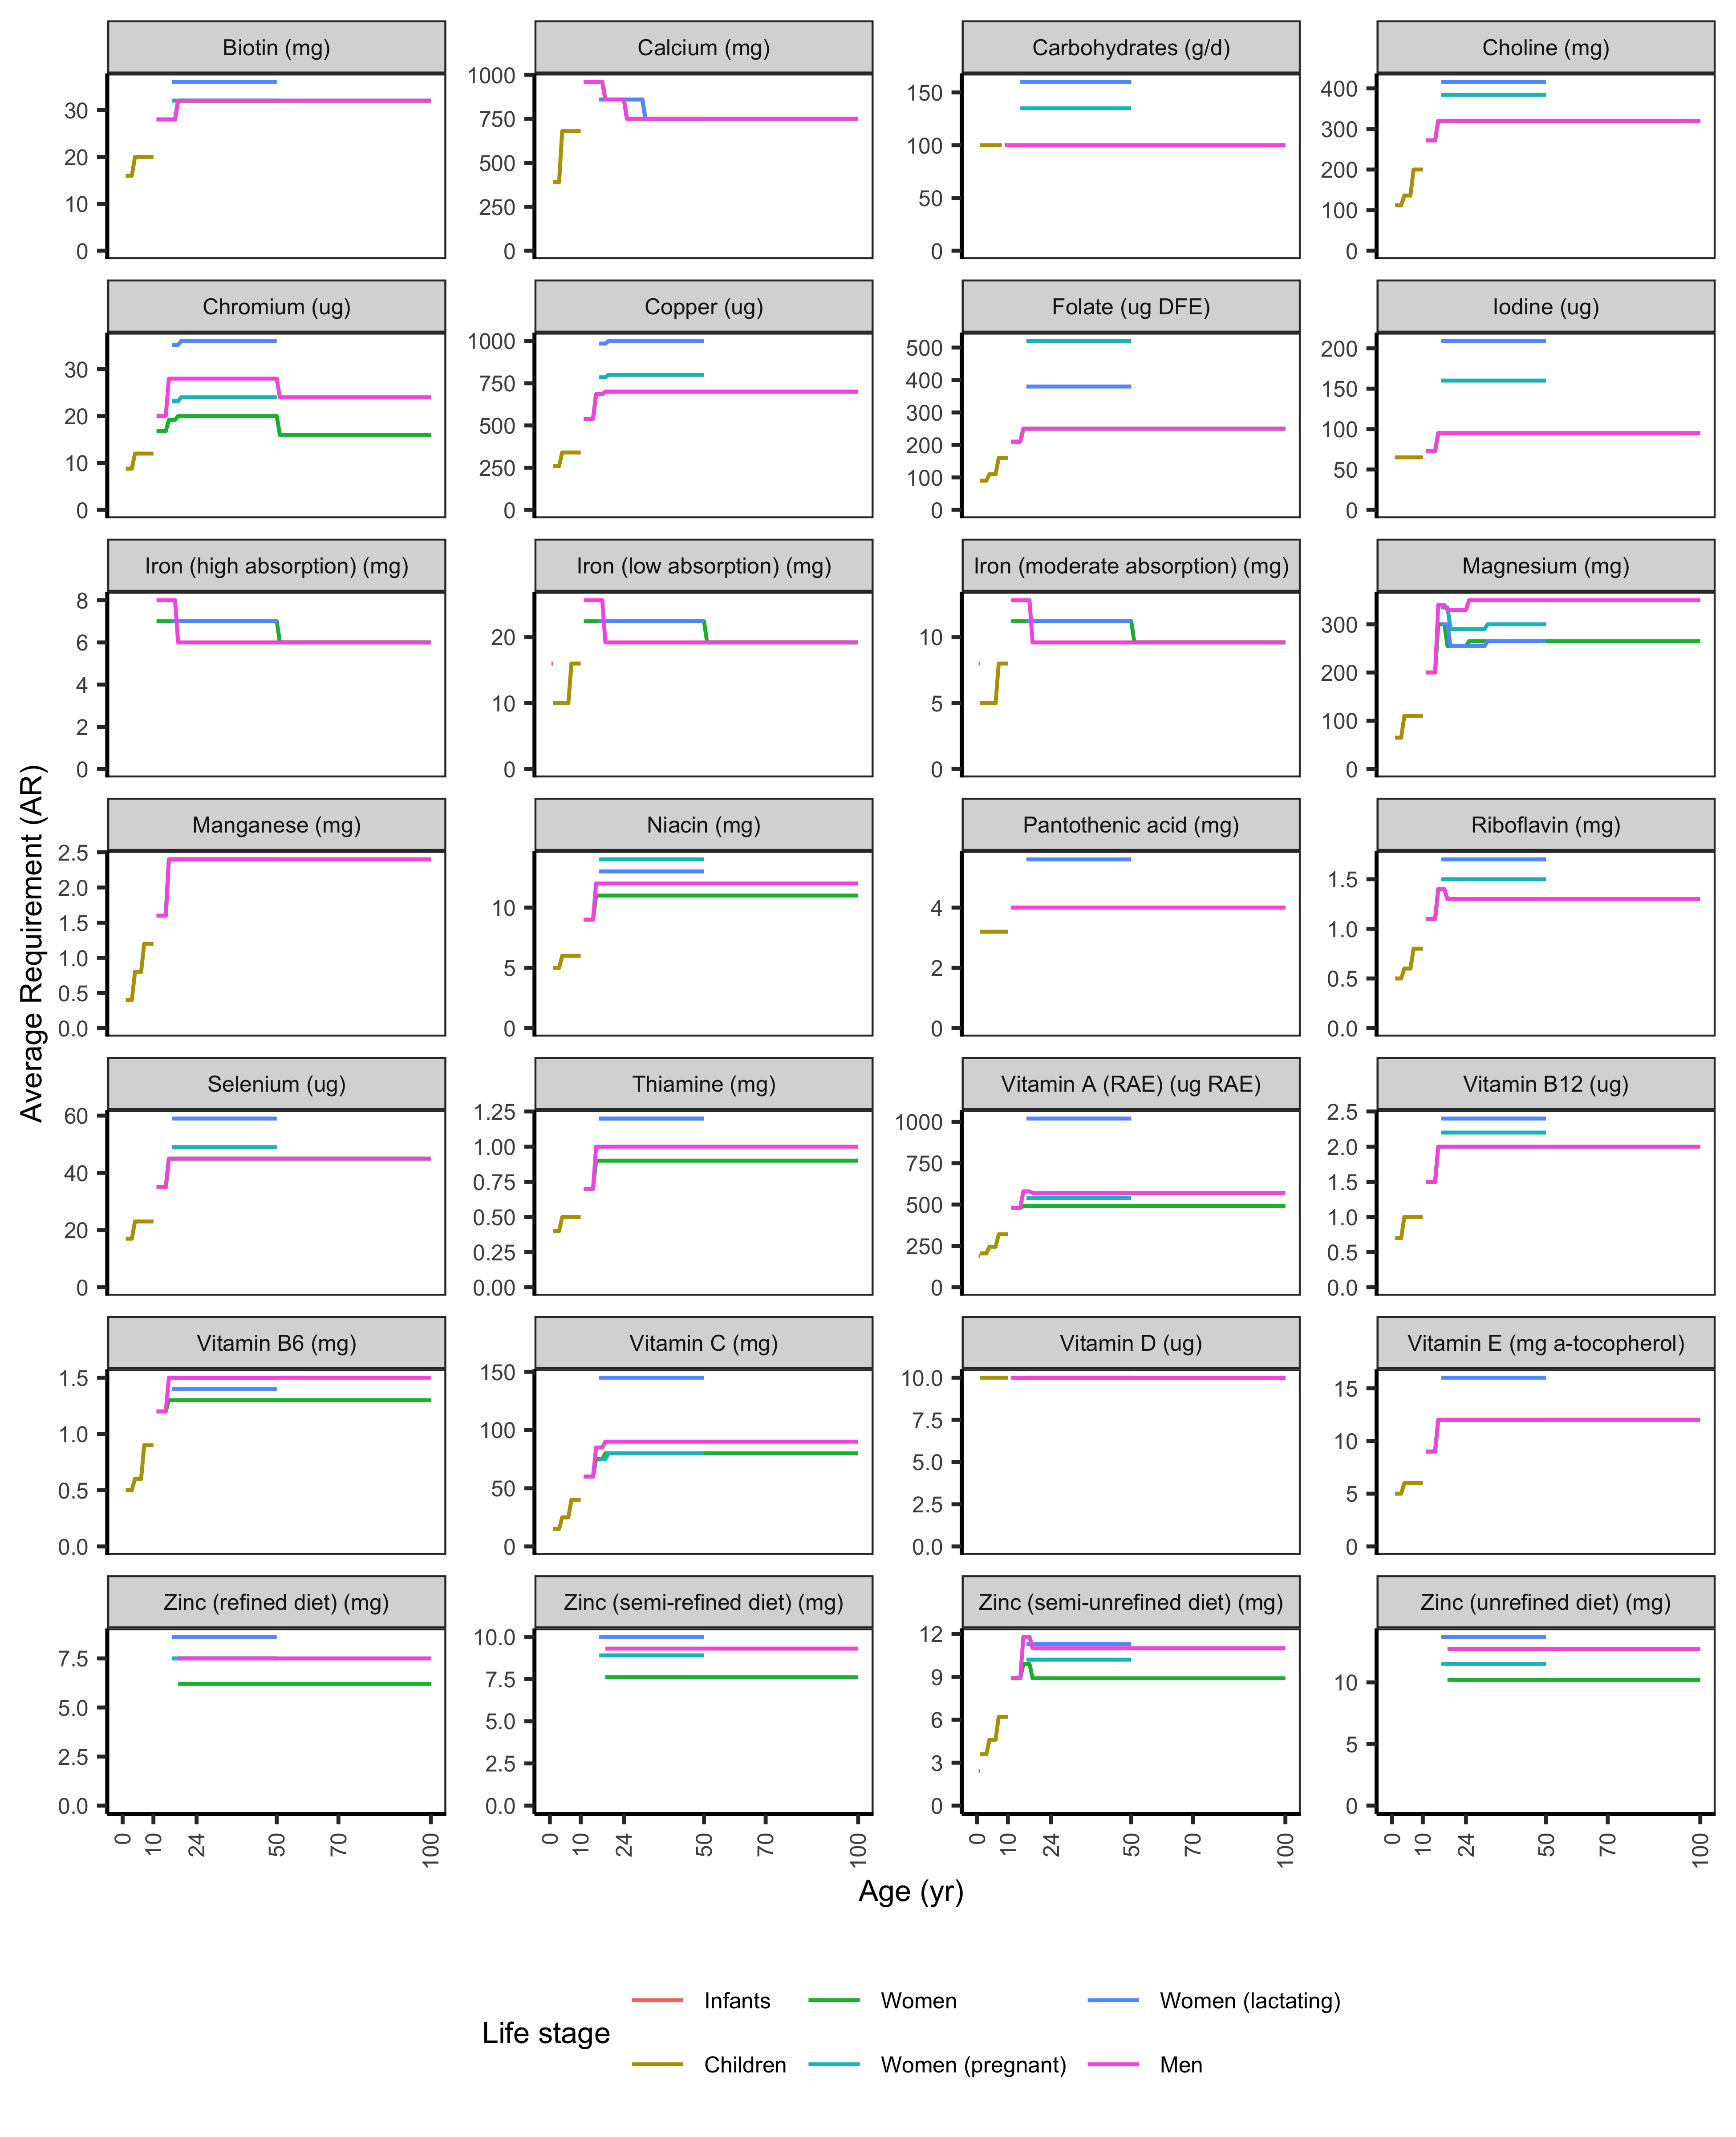 Biotin (mg) Calcium (mg) Carbohydrates (g/d) Choline (mg)
30 20 10 0
1000 750 500 250 0
150 100 50 0
400 300 200 100 0
Chromium (ug) Copper (ug) Folate (ug DFE) Iodine (ug)
30 20 10 0
1000 750 500 250 0
500 400 300 200 100 0
200 150 100 50 0
Iron (high absorption) (mg) Iron (low absorption) (mg) Iron (moderate absorption) (mg) Magnesium (mg)
8 6 4 2 0
20 10 0
10 5 0
300 200 100 0
Average Requirement (AR)
Manganese (mg) Niacin (mg) Pantothenic acid (mg) Riboflavin (mg)
2.5 2.0 1.5 1.0 0.5 0.0
10 5 0
4 2 0
1.5 1.0 0.5 0.0
Selenium (ug) Thiamine (mg) Vitamin A (RAE) (ug RAE) Vitamin B12 (ug)
60 40 20 0
1.25 1.00 0.75 0.50 0.25 0.00
1000 750 500 250 0
2.5 2.0 1.5 1.0 0.5 0.0
Vitamin B6 (mg) Vitamin C (mg) Vitamin D (ug) Vitamin E (mg a-tocopherol)
1.5 1.0 0.5 0.0
150 100 50 0
10.0 7.5 5.0 2.5 0.0
15 10 5 0
Zinc (refined diet) (mg) Zinc (semi-refined diet) (mg) Zinc (semi-unrefined diet) (mg) Zinc (unrefined diet) (mg)
7.5 5.0 2.5 0.0
10.0 7.5 5.0 2.5 0.0
12 9 6 3 0
10 5 0
0 10 24 50 70 100
0 10 24 50 70 100
0 10 24 50 70 100
0 10 24 50 70 100
Age (yr)
Life stage
Infants Women Women (lactating)
Children Women (pregnant) Men